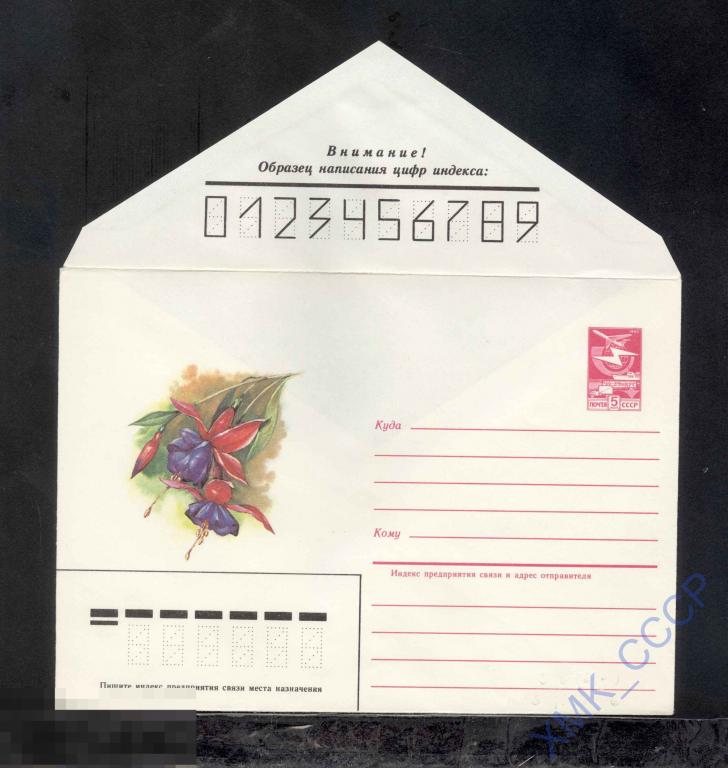 Внимание!
Образец написания цифр индекса:
0123456789
ПОЧТА 5 СССР
Куда
Кому
Индекс предприятия связи и адрес отправителя
Пишите индекс предприятия связи места назначения
ХМК_СССР